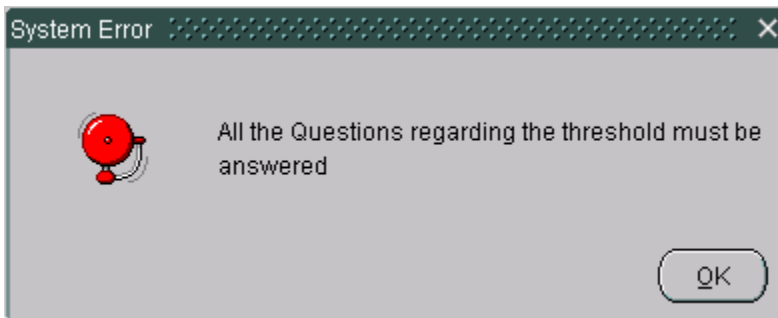 System Error
All the Questions regarding the threshold must be
answered
OK